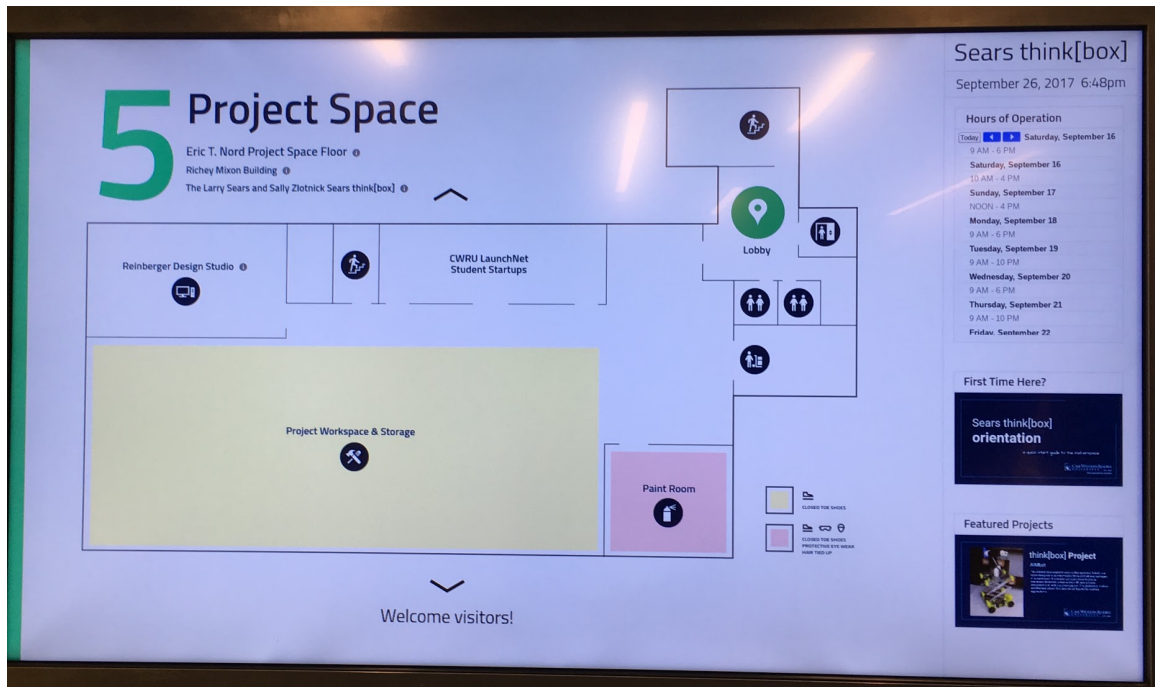 5
Project Space
Eric T. Nord Project Space Floor
Richey Mixon Building
The Larry Sears and Sally Zlotnick Sears think[box]
Reinberger Design Studio
CWRU LaunchNet
Student Startups
Lobby
Project Workspace & Storage
Paint Room
CLOSED TOE SHOES
CLOSED TOE SHOES
PROTECTIVE EYE WEAR
HAIR TIED UP
Welcome visitors!
Sears think[box]
September 26, 2017 6:48pm
Hours of Operation
Today Saturday, September 16
9 AM - 6 PM
Saturday, September 16
10 AM - 4 PM
Sunday, September 17
NOON - 4 PM
Monday, September 18
9 AM - 6 PM
Tuesday, September 19
9 AM - 10 PM
Wednesday, September 20
9 AM - 6 PM
Thursday, September 21
9 AM - 10 PM
Friday, September 22
First Time Here?
Sears think[box]
orientation
Featured Projects
think[box] Project